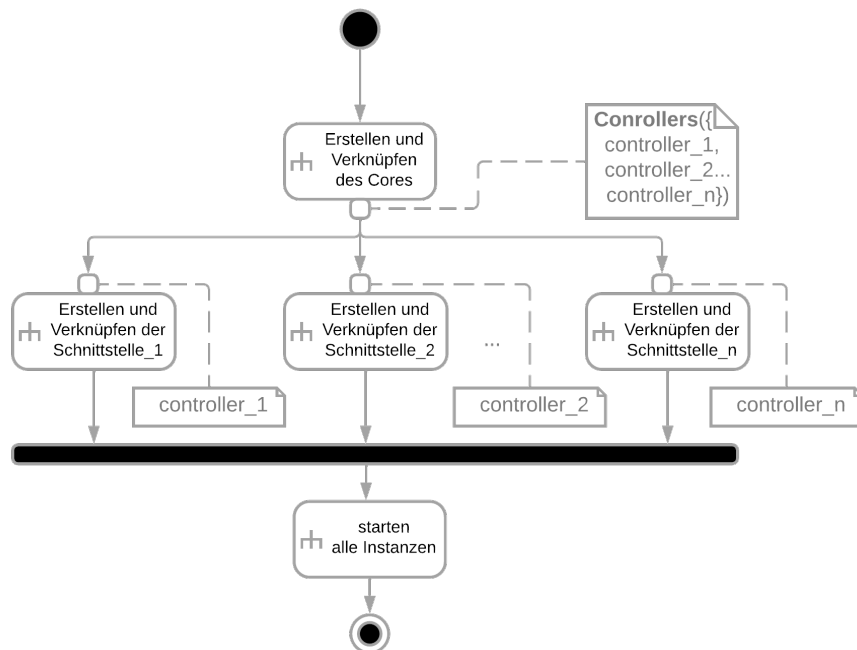 Erstellen und
Verknüpfen
des Cores
Conrollers({
controller_1,
controller_2...
controller_n})
Erstellen und
Verknüpfen der
Schnittstelle_1
Erstellen und
Verknüpfen der
Schnittstelle_2
...
Erstellen und
Verknüpfen der
Schnittstelle_n
controller_1
controller_2
controller_n
starten
alle Instanzen